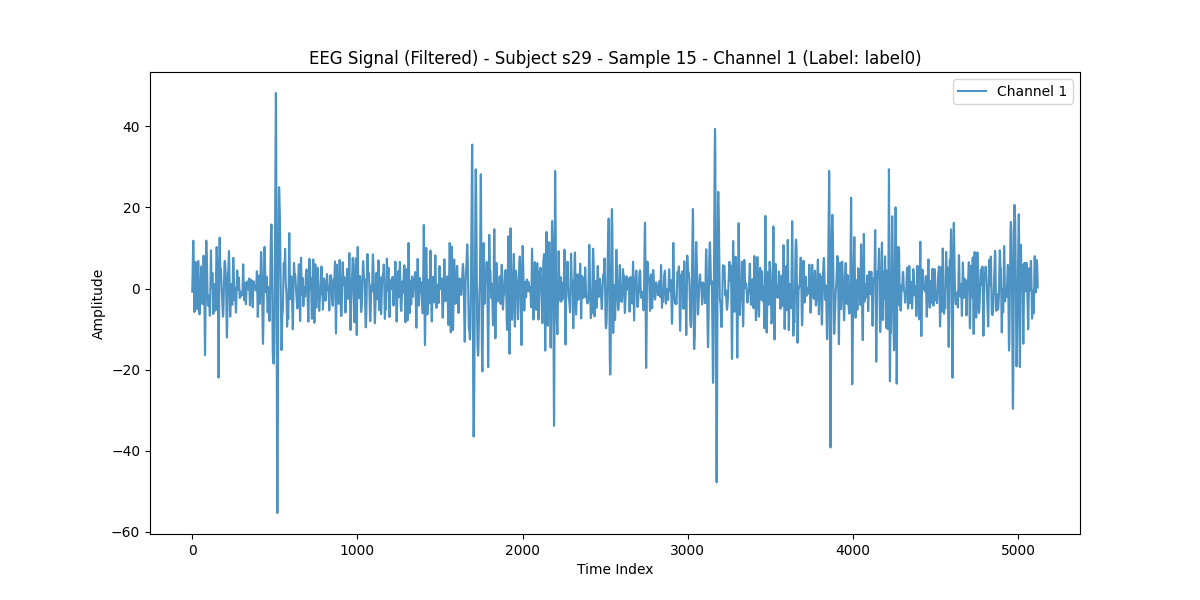 EEG Signal (Filtered) - Subject s29 - Sample 15 - Channel 1 (Label: label0)
Channel 1
Amplitude
40
20
0
−20
−40
−60
0 1000 2000 3000 4000 5000
Time Index